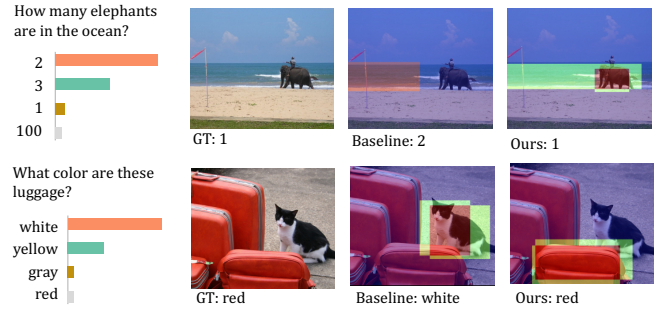 How many elephants
are in the ocean?
2
3
1
100
GT: 1
Baseline: 2
Ours: 1
What color are these
luggage?
white
yellow
gray
red
GT: red
Baseline: white
Ours: red